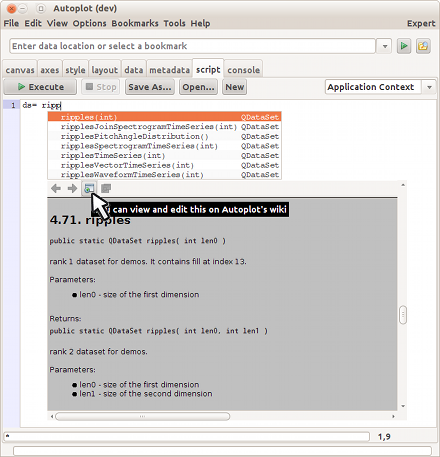 Autoplot (dev)
File Edit View Options Bookmarks Tools Help Expert
Enter data location or select a bookmark
canvas axes style layout data metadata script console
Execute Stop Save As... Open... New Application Context
1 ds= ripp
ripples(int) QDataSet
ripplesJoinSpectrogramTimeSeries(int) QDataSet
ripplesPitchAngleDistribution() QDataSet
ripplesSpectrogramTimeSeries(int) QDataSet
ripplesTimeSeries(int) QDataSet
ripplesVectorTimeSeries(int) QDataSet
ripplesWaveformTimeSeries(int) QDataSet
can view and edit this on Autoplot's wiki
4.71. ripples
public static QDataSet ripples( int len0 )
rank 1 dataset for demos. It contains fill at index 13.
Parameters:
● len0 - size of the first dimension
Returns:
public static QDataSet ripples( int len0, int len1 )
rank 2 dataset for demos.
Parameters:
● len0 - size of the first dimension
● len1 - size of the second dimension
* 1,9